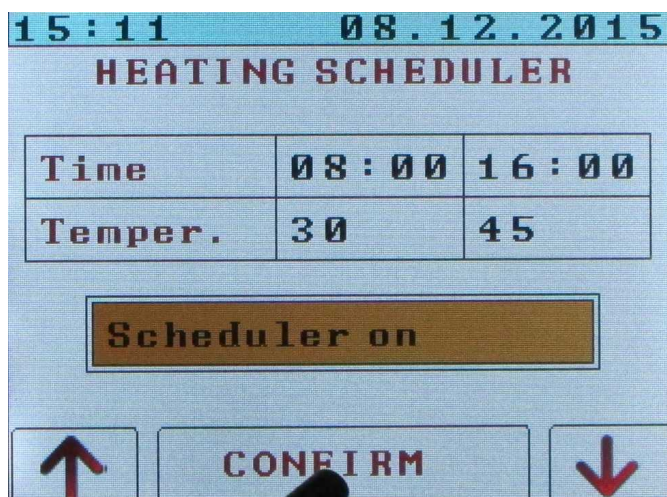 15:11 08.12.2015
HEATING SCHEDULER
Time 08:00 16:00
Temper. 30 45
Scheduler on
CONFIRM